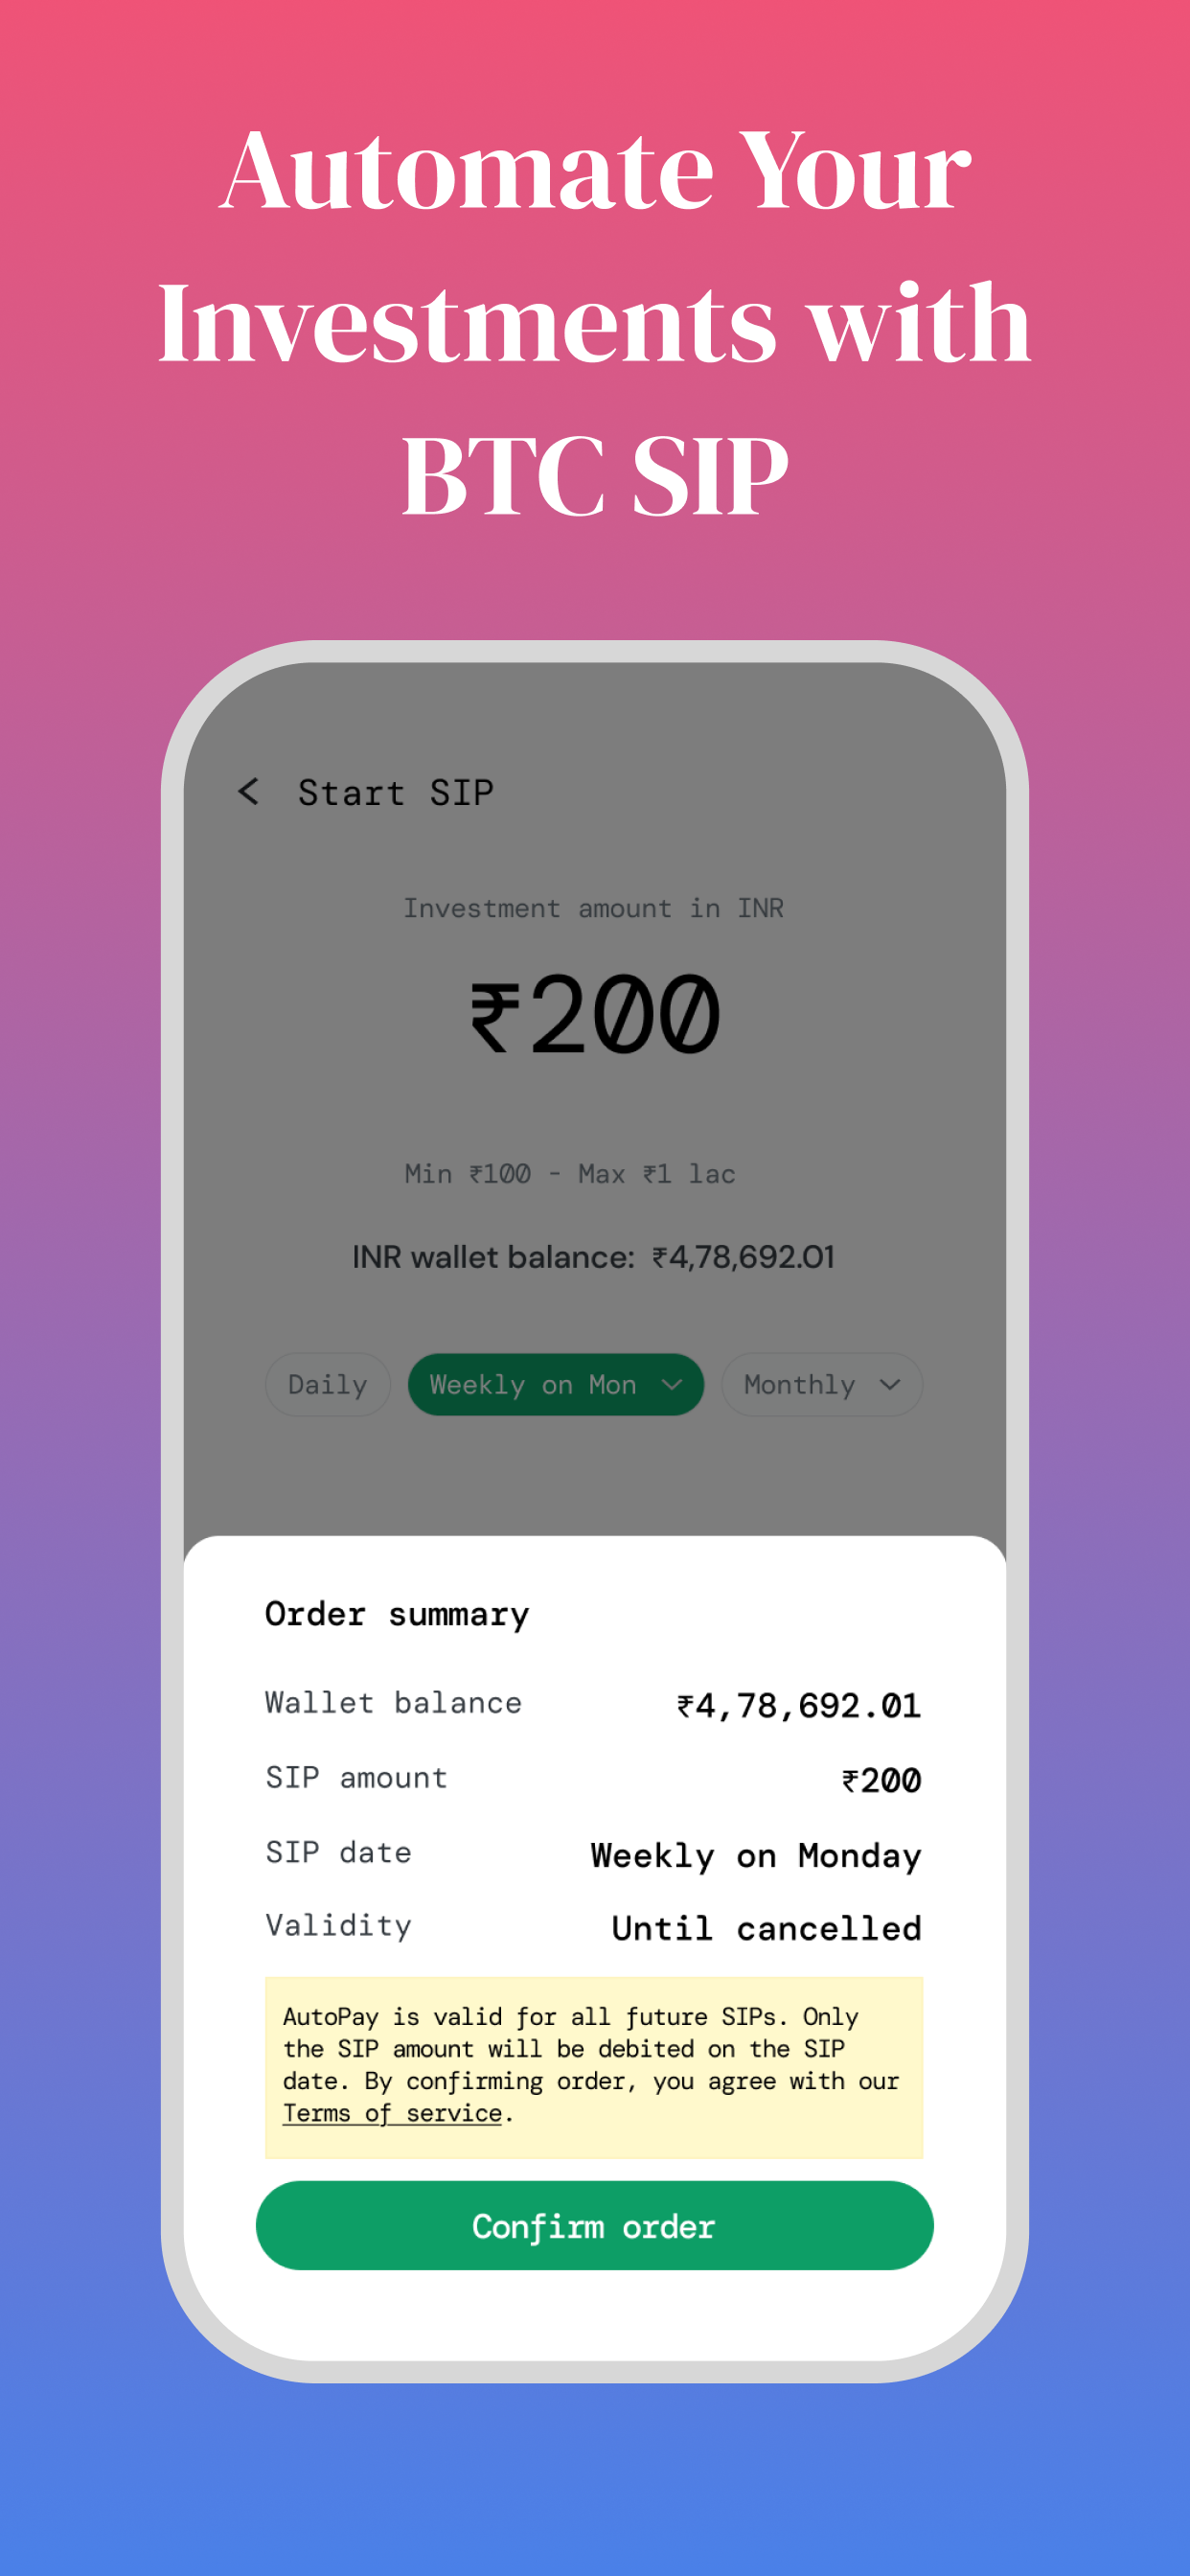 Automate Your
Investments with
BTC SIP
Start SIP
Investment amount in INR
₹200
Min ₹100 - Max ₹1 lac
INR wallet balance: ₹4,78,692.01
Daily Weekly on Mon Monthly
Order summary
Wallet balance ₹4,78,692.01
SIP amount ₹200
SIP date Weekly on Monday
Validity Until cancelled
AutoPay is valid for all future SIPs. Only
the SIP amount will be debited on the SIP
date. By confirming order, you agree with our
Terms of service.
Confirm order